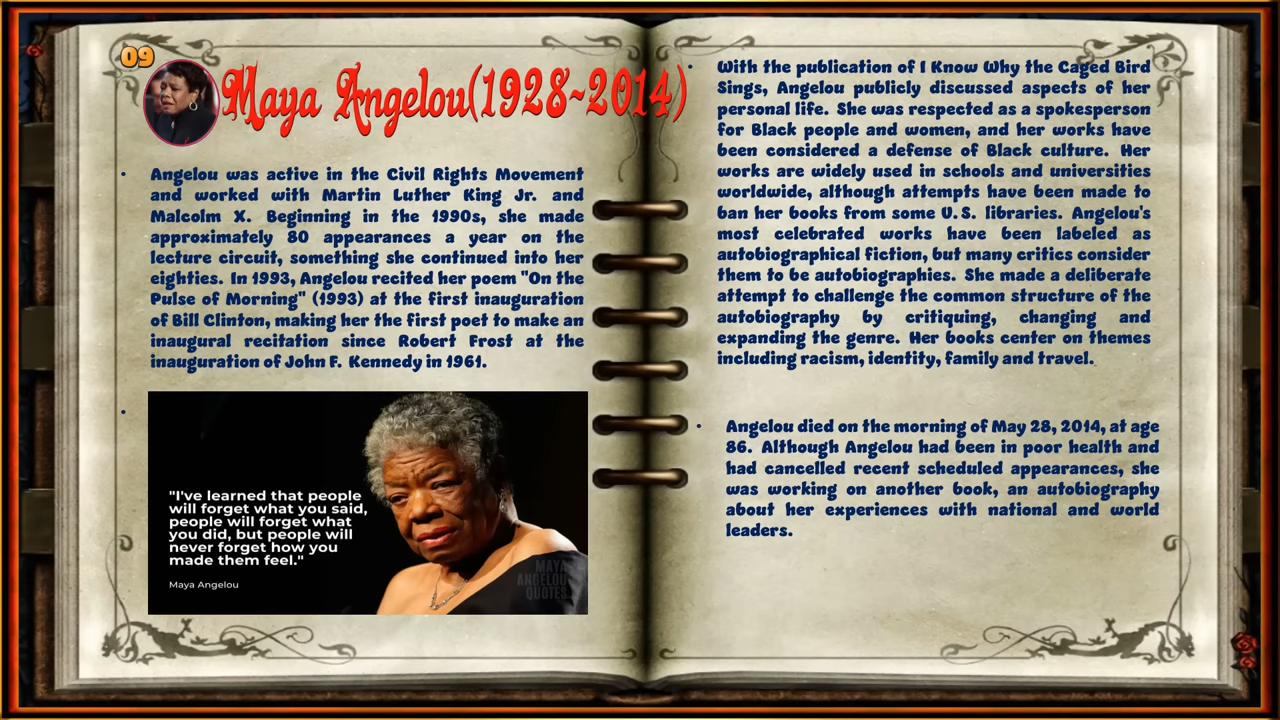 09
Maya Angelou(1928~2014)
Angelou was active in the Civil Rights Movement
and worked with Martin Luther King Jr. and
Malcolm X. Beginning in the 1990s, she made
approximately 80 appearances a year on the
lecture circuit, something she continued into her
eighties. In 1993, Angelou recited her poem "On the
Pulse of Morning" (1993) at the first inauguration
of Bill Clinton, making her the first poet to make an
inaugural recitation since Robert Frost at the
inauguration of John F. Kennedy in 1961.
"I've learned that people
will forget what you said,
people will forget what
you did, but people will
never forget how you
made them feel."
Maya Angelou
MAYA
ANGELOU
QUOTES
With the publication of I Know Why the Caged Bird
Sings, Angelou publicly discussed aspects of her
personal life. She was respected as a spokesperson
for Black people and women, and her works have
been considered a defense of Black culture. Her
works are widely used in schools and universities
worldwide, although attempts have been made to
ban her books from some U.S. libraries. Angelou's
most celebrated works have been labeled as
autobiographical fiction, but many critics consider
them to be autobiographies. She made a deliberate
attempt to challenge the common structure of the
autobiography by critiquing, changing and
expanding the genre. Her books center on themes
including racism, identity, family and travel.
Angelou died on the morning of May 28, 2014, at age
86. Although Angelou had been in poor health and
had cancelled recent scheduled appearances, she
was working on another book, an autobiography
about her experiences with national and world
leaders.